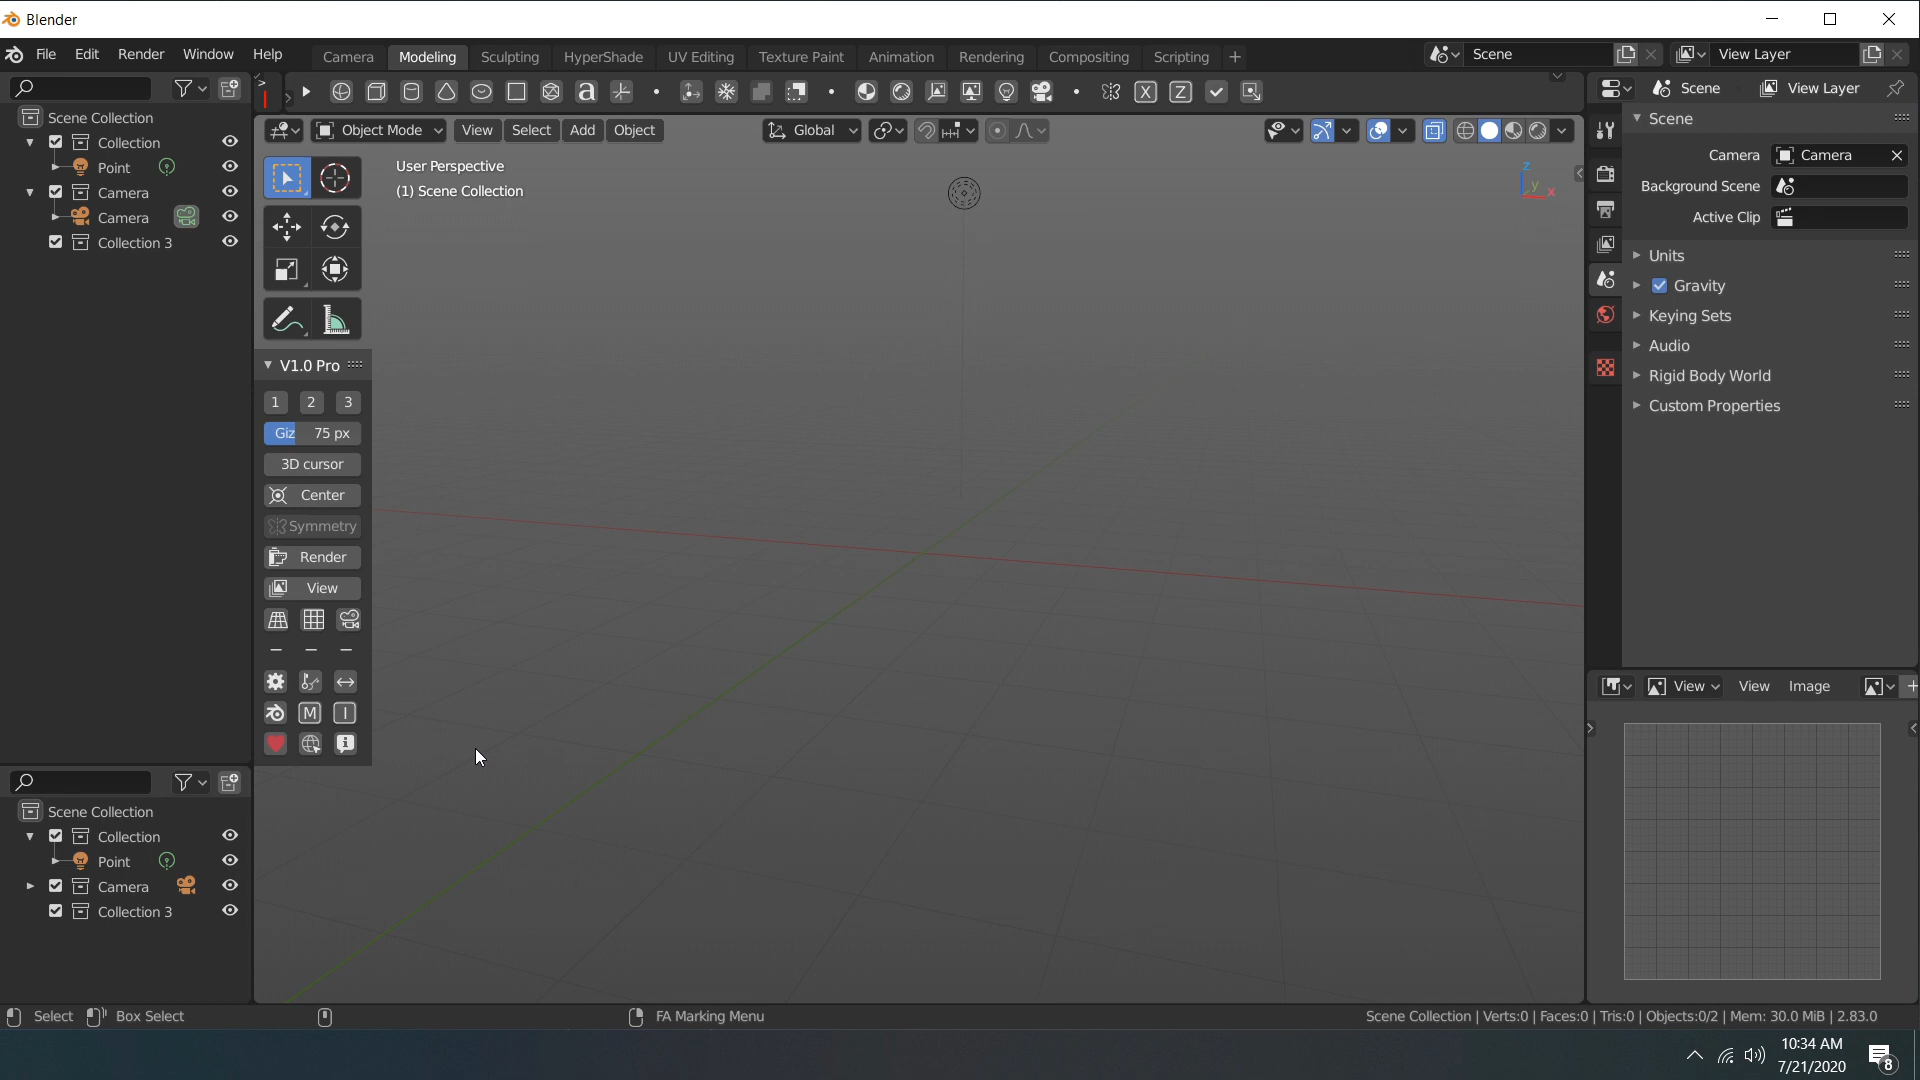 Blender
File Edit Render Window Help
Camera Modeling Sculpting HyperShade UV Editing Texture Paint Animation Rendering Compositing Scripting +
Scene
View Layer
Scene Collection
Collection
Point
Camera
Camera
Collection 3
a
X Z
Object Mode View Select Add Object
Global
User Perspective
(1) Scene Collection
Z
Y
X
V1.0 Pro
1 2 3
Giz 75 px
3D cursor
Center
Symmetry
Render
View
M I
Scene View Layer
Scene
Camera Camera
Background Scene
Active Clip
Units
Gravity
Keying Sets
Audio
Rigid Body World
Custom Properties
View View Image
Scene Collection
Collection
Point
Camera
Collection 3
Select Box Select FA Marking Menu
Scene Collection | Verts:0 | Faces:0 | Tris:0 | Objects:0/2 | Mem: 30.0 MiB | 2.83.0
10:34 AM
7/21/2020
8